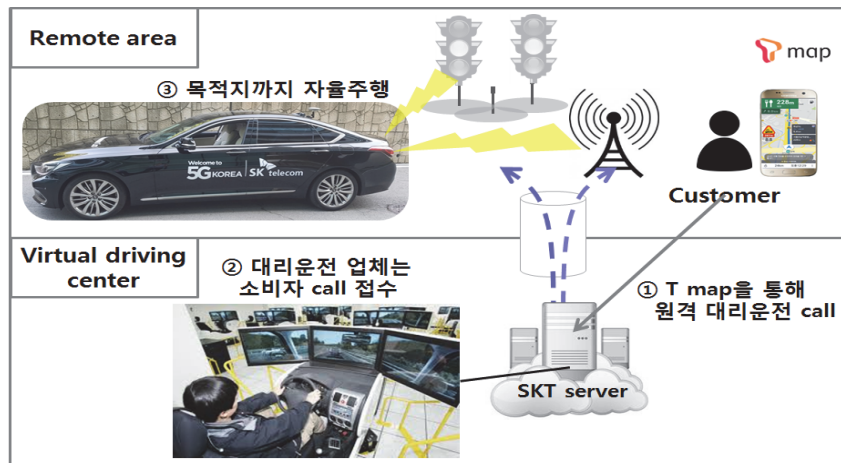 Remote area
map
③ 목적지까지 자율주행
228m
Welcome to
5G KOREA
SK telecom
Customer
Virtual driving
center
② 대리운전 업체는
소비자 call 접수
① T map을 통해
원격 대리운전 call
SKT server